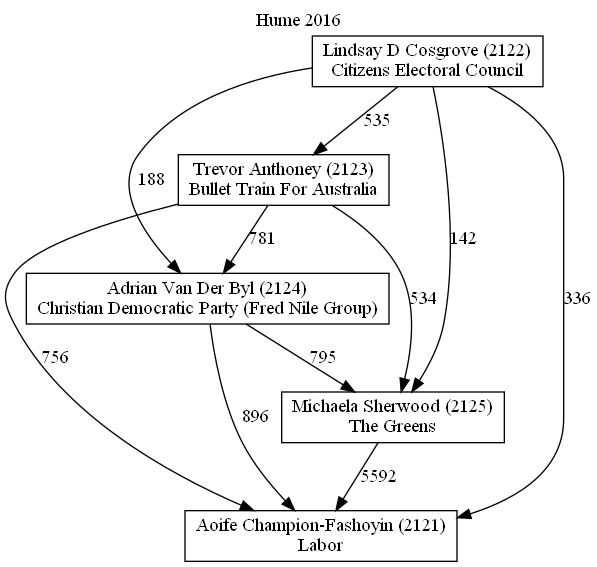 Hume 2016
Lindsay D Cosgrove (2122)
Citizens Electoral Council
535
Trevor Anthoney (2123)
Bullet Train For Australia
188
781
142
Adrian Van Der Byl (2124)
Christian Democratic Party (Fred Nile Group)
534
336
756
795
Michaela Sherwood (2125)
The Greens
896
5592
Aoife Champion-Fashoyin (2121)
Labor